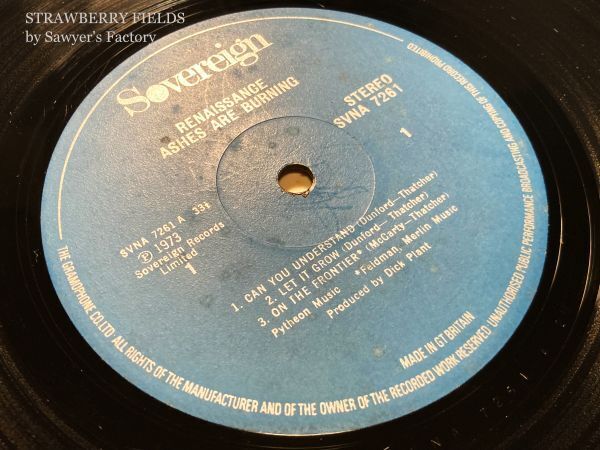 STRAWBERRY FIELDS
by Sawyer's Factory
Sovereign
RENAISSANCE
ASHES ARE BURNING
STEREO
SVNA 7261
1
SVNA 7261 A 33⅓
Ⓟ 1973
Sovereign Records
Limited
1
1. CAN YOU UNDERSTAND (Dunford—Thatcher)
2. LET IT GROW (Dunford— Thatcher)
3. ON THE FRONTIER* (McCarty—Thatcher)
Pytheon Music *Feldman, Merlin Music
Produced by Dick Plant
MADE IN GT BRITAIN
THE GRAMOPHONE CO. LTD. ALL RIGHTS OF THE MANUFACTURER AND OF THE OWNER OF THE RECORDED WORK RESERVED. UNAUTHORISED PUBLIC PERFORMANCE BROADCASTING AND COPYING OF THIS RECORD PROHIBITED